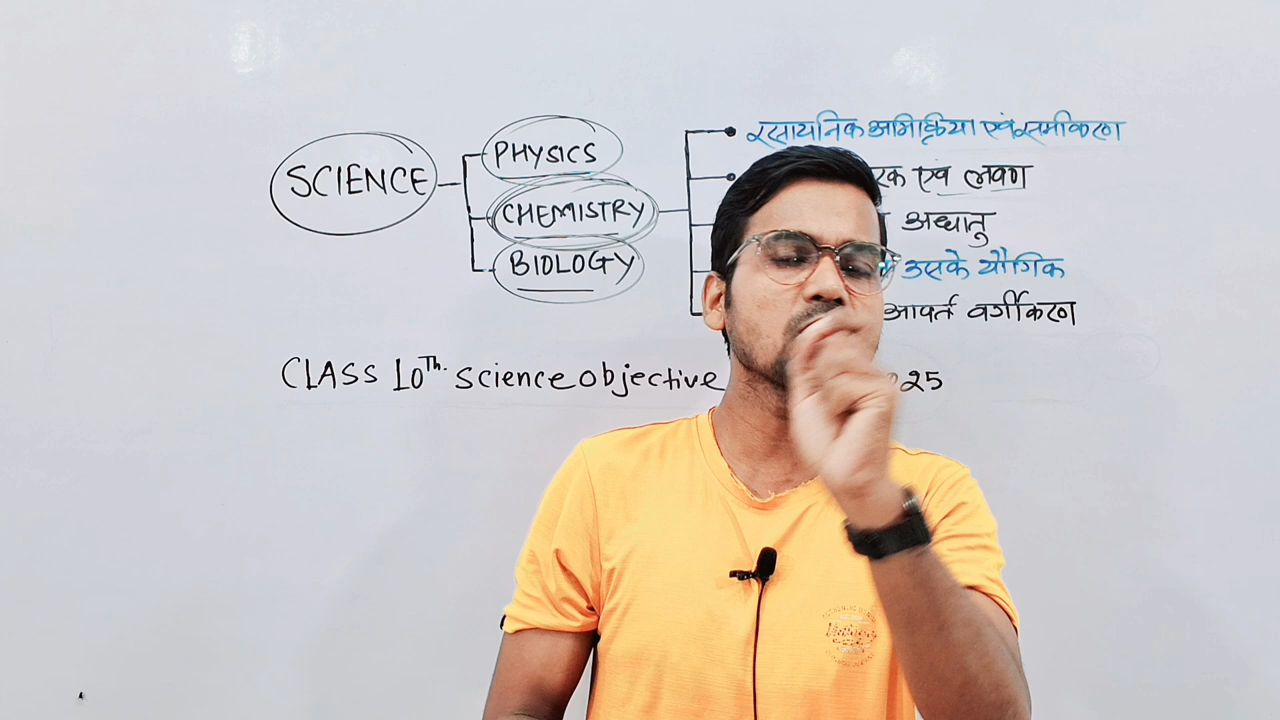 SCIENCE
PHYSICS
CHEMISTRY
BIOLOGY
रसायनिक अभिक्रिया एवं समीकरण
एवं लवण
अधातु
उसके यौगिक
आवर्त वर्गीकरण
CLASS 10Th. Science objective 25